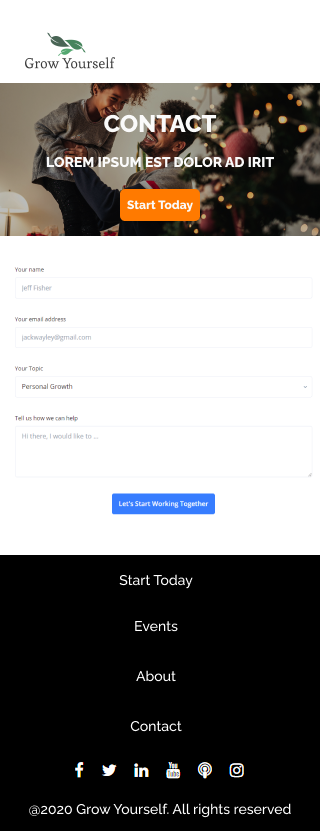 Grow Yourself
CONTACT
LOREM IPSUM EST DOLOR AD IRIT
Start Today
Your name
Jeff Fisher
Your email address
jackwayley@gmail.com
Your Topic
Personal Growth
Tell us how we can help
Hi there, I would like to ...
Let's Start Working Together
Start Today
Events
About
Contact
You
Tube
@2020 Grow Yourself. All rights reserved